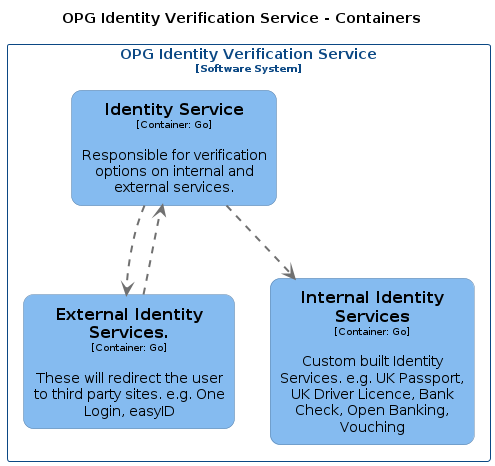 OPG Identity Verification Service - Containers
OPG Identity Verification Service
[Software System]
Identity Service
[Container: Go]
Responsible for verification
options on internal and
external services.
External Identity
Services.
[Container: Go]
These will redirect the user
to third party sites. e.g. One
Login, easyID
Internal Identity
Services
[Container: Go]
Custom built Identity
Services. e.g. UK Passport,
UK Driver Licence, Bank
Check, Open Banking,
Vouching